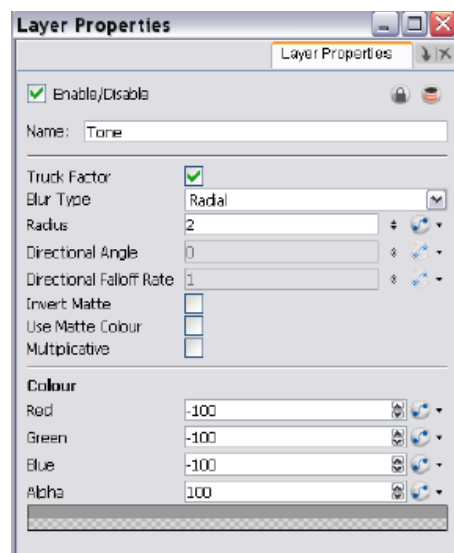 Layer Properties
Layer Properties
Enable/Disable
Name: Tone
Truck Factor
Blur Type Radial
Radius 2
Directional Angle 0
Directional Falloff Rate 1
Invert Matte
Use Matte Colour
Multiplicative
Colour
Red -100
Green -100
Blue -100
Alpha 100